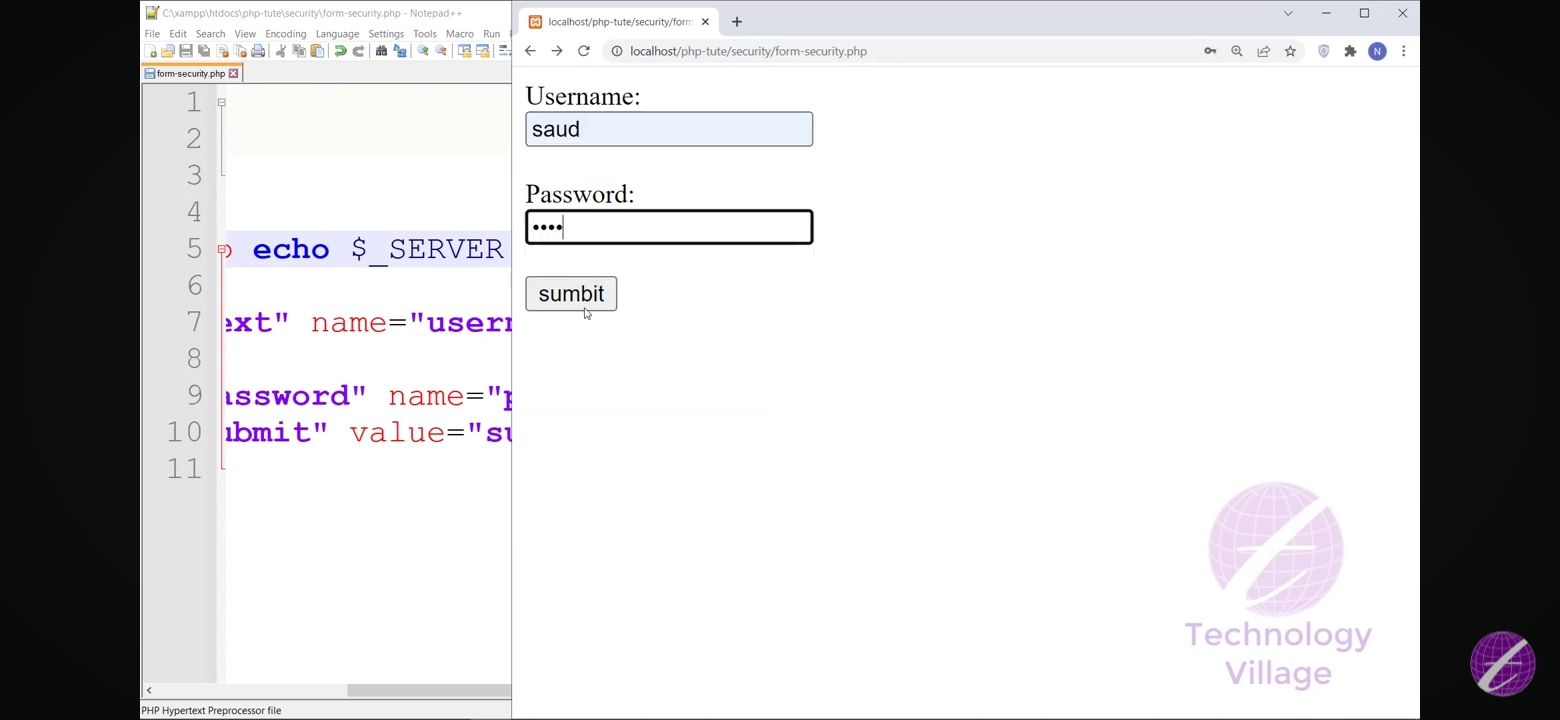 C:\xampp\htdocs\php-tute\security\form-security.php - Notepad++
File Edit Search View Encoding Language Settings Tools Macro Run
form-security.php
1
2
3
4
5 echo $_SERVER
6
7 ext" name="usern
8
9 assword" name="p
10 ubmit" value="su
11
PHP Hypertext Preprocessor file
localhost/php-tute/security/form
localhost/php-tute/security/form-security.php
N
Username:
saud
Password:
••••
sumbit
Technology
Village